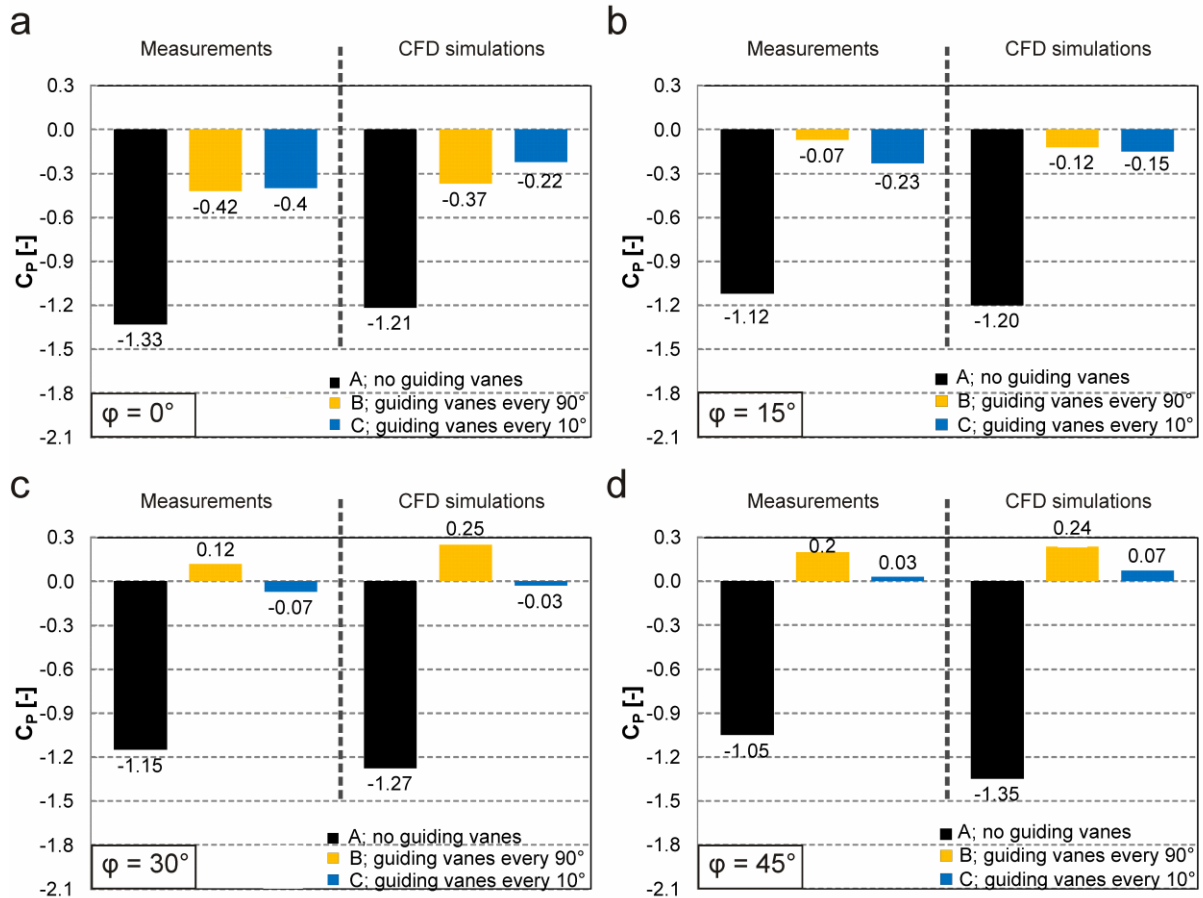 a
Measurements CFD simulations
0.3
0.0
-0.3
-0.6
-0.9
-1.2
-1.5
-1.8
-2.1
CP [-]
-1.33
-0.42
-0.4
-1.21
-0.37
-0.22
A; no guiding vanes
B; guiding vanes every 90°
C; guiding vanes every 10°
φ = 0°
b
Measurements CFD simulations
0.3
0.0
-0.3
-0.6
-0.9
-1.2
-1.5
-1.8
-2.1
CP [-]
-1.12
-0.07
-0.23
-1.20
-0.12
-0.15
A; no guiding vanes
B; guiding vanes every 90°
C; guiding vanes every 10°
φ = 15°
c
Measurements CFD simulations
0.3
0.0
-0.3
-0.6
-0.9
-1.2
-1.5
-1.8
-2.1
CP [-]
-1.15
0.12
-0.07
-1.27
0.25
-0.03
A; no guiding vanes
B; guiding vanes every 90°
C; guiding vanes every 10°
φ = 30°
d
Measurements CFD simulations
0.3
0.0
-0.3
-0.6
-0.9
-1.2
-1.5
-1.8
-2.1
CP [-]
-1.05
0.2
0.03
-1.35
0.24
0.07
A; no guiding vanes
B; guiding vanes every 90°
C; guiding vanes every 10°
φ = 45°